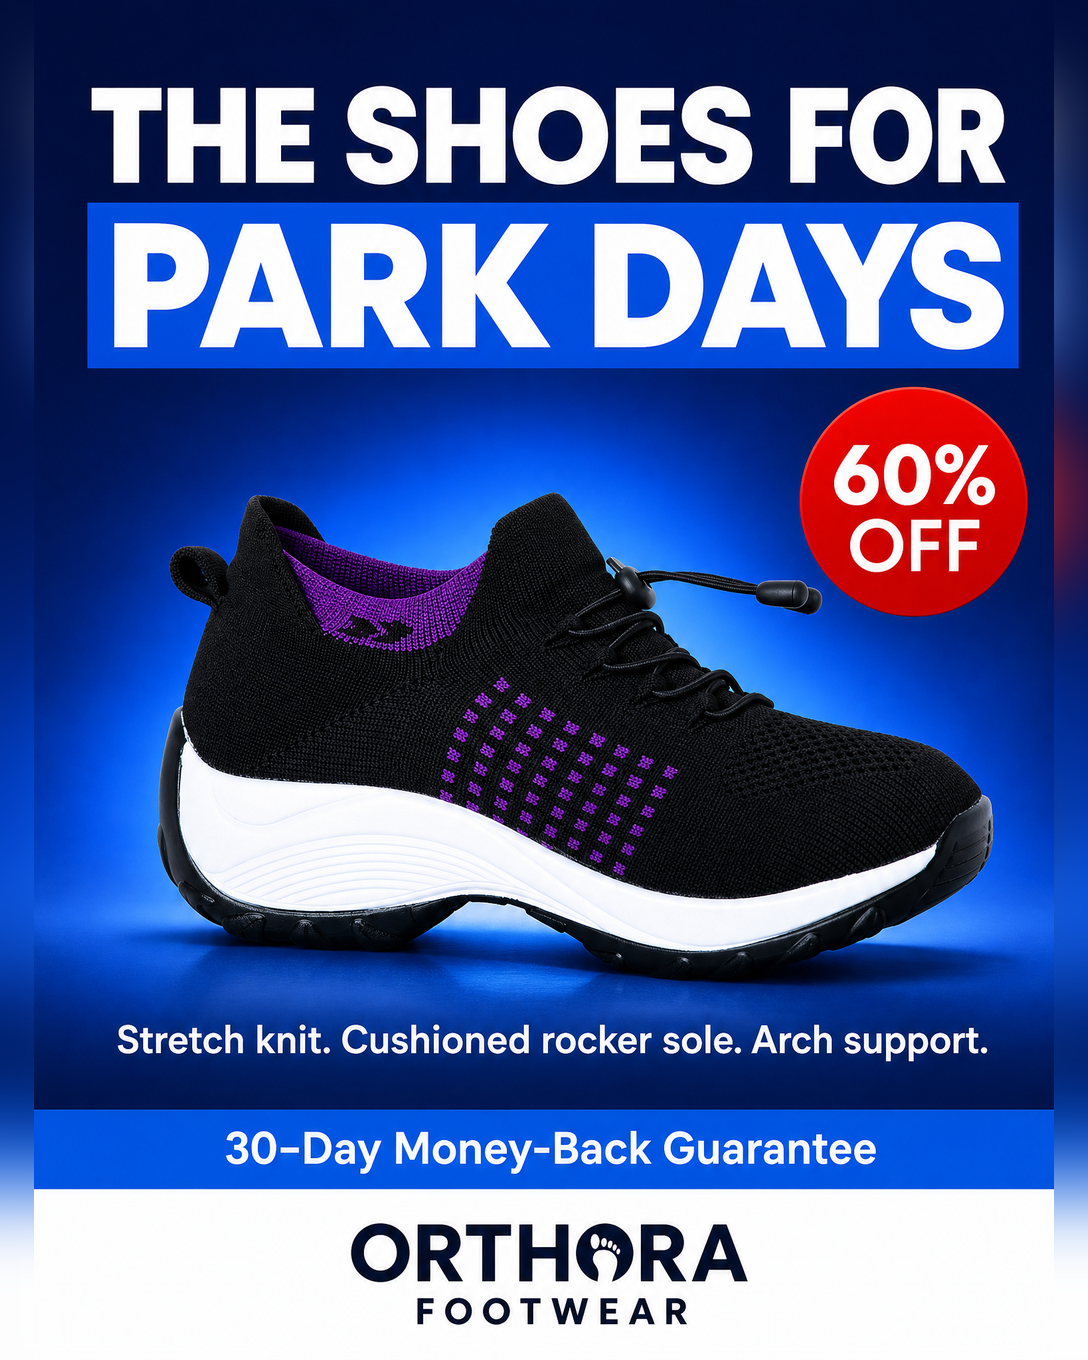 THE SHOES FOR
PARK DAYS
60%
OFF
Stretch knit. Cushioned rocker sole. Arch support.
30-Day Money-Back Guarantee
ORTHORA
FOOTWEAR